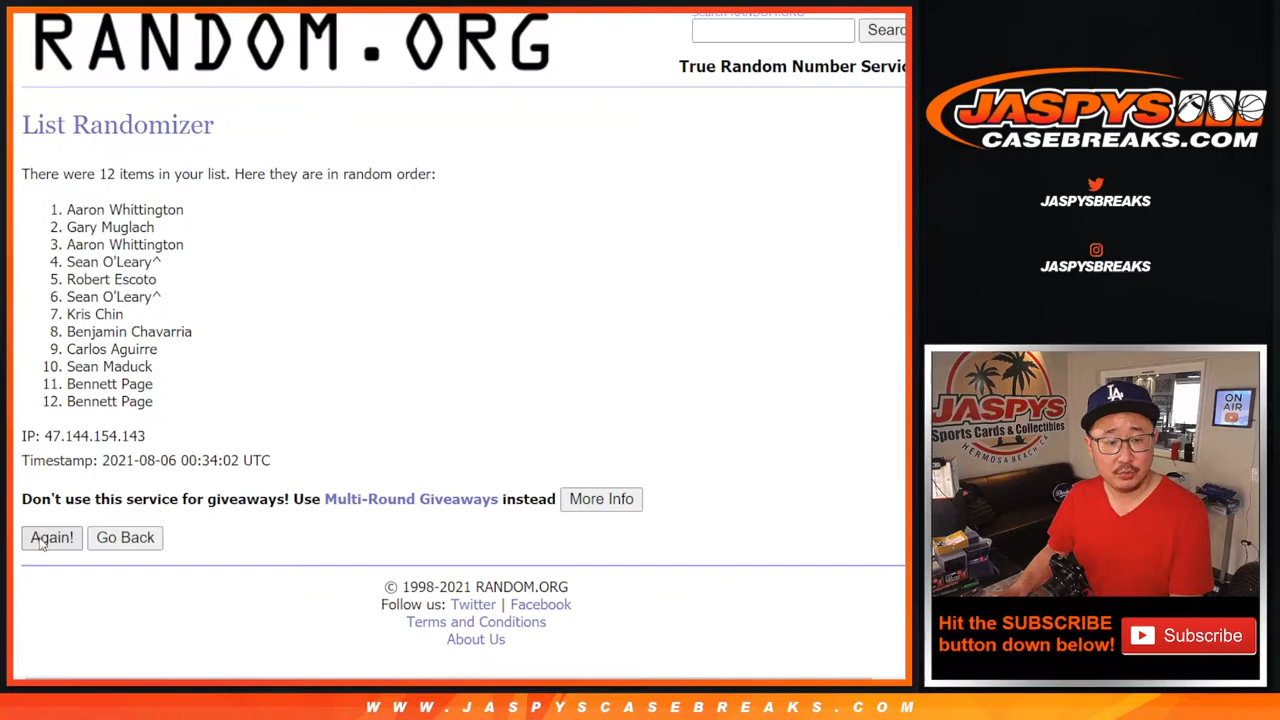 Search RANDOM.ORG
RANDOM.ORG
Searc
True Random Number Servic
List Randomizer
There were 12 items in your list. Here they are in random order:
1. Aaron Whittington
2. Gary Muglach
3. Aaron Whittington
4. Sean O'Leary^
5. Robert Escoto
6. Sean O'Leary^
7. Kris Chin
8. Benjamin Chavarria
9. Carlos Aguirre
10. Sean Maduck
11. Bennett Page
12. Bennett Page
IP: 47.144.154.143
Timestamp: 2021-08-06 00:34:02 UTC
Don't use this service for giveaways! Use Multi-Round Giveaways instead More Info
Again! Go Back
© 1998-2021 RANDOM.ORG
Follow us: Twitter | Facebook
Terms and Conditions
About Us
JASPYS
CASEBREAKS.COM
JASPYSBREAKS
JASPYSBREAKS
JASPYS
Sports Cards & Collectibles
HERMOSA BEACH, CA
ON
AIR
LA
Hit the SUBSCRIBE
button down below!
Subscribe
WWW.JASPYSCASEBREAKS.COM